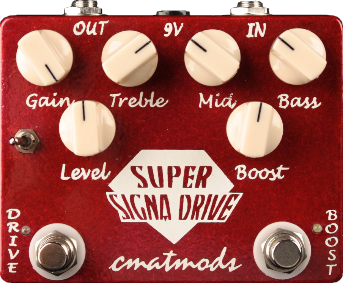 OUT 9V IN
Gain Treble Mid Bass
Level Boost
SUPER
SIGNA DRIVE
DRIVE
BOOST
cmatmods